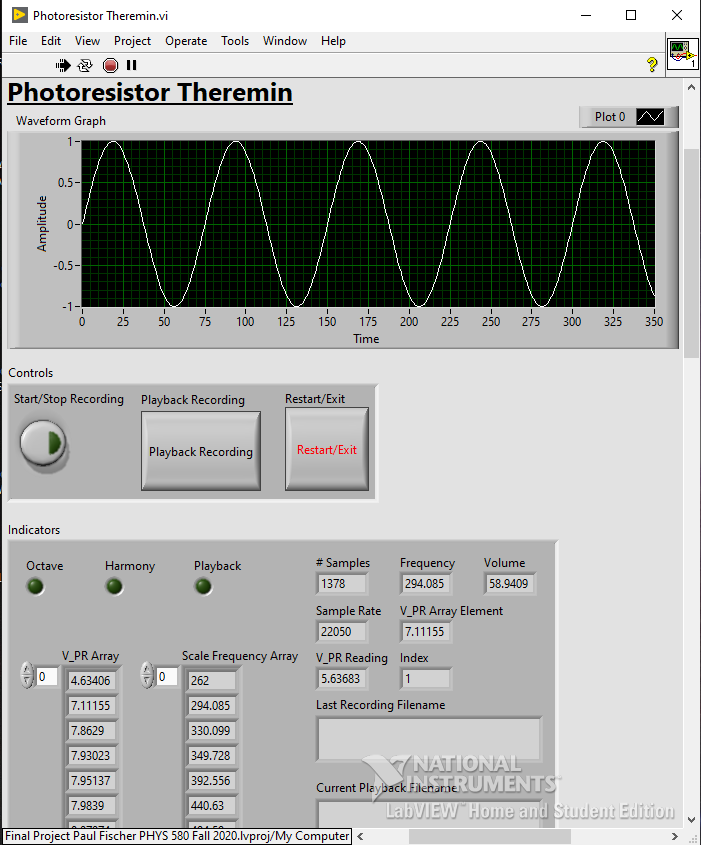 Photoresistor Theremin.vi
File Edit View Project Operate Tools Window Help
? 1
Photoresistor Theremin
Waveform Graph
Plot 0
Amplitude
1
0.5
0
-0.5
-1
0 25 50 75 100 125 150 175 200 225 250 275 300 325 350
Time
Controls
Start/Stop Recording Playback Recording Restart/Exit
Playback Recording
Restart/Exit
Indicators
Octave Harmony Playback
# Samples Frequency Volume
1378 294.085 58.9409
Sample Rate V_PR Array Element
22050 7.11155
V_PR Array Scale Frequency Array
V_PR Reading Index
5.63683 1
0 4.63406 0 262
7.11155 294.085
7.8629 330.099
7.93023 349.728
7.95137 392.556
7.9839 440.63
Last Recording Filename
Current Playback Filename
NATIONAL
INSTRUMENTS
LabVIEW™ Home and Student Edition
Final Project Paul Fischer PHYS 580 Fall 2020.lvproj/My Computer